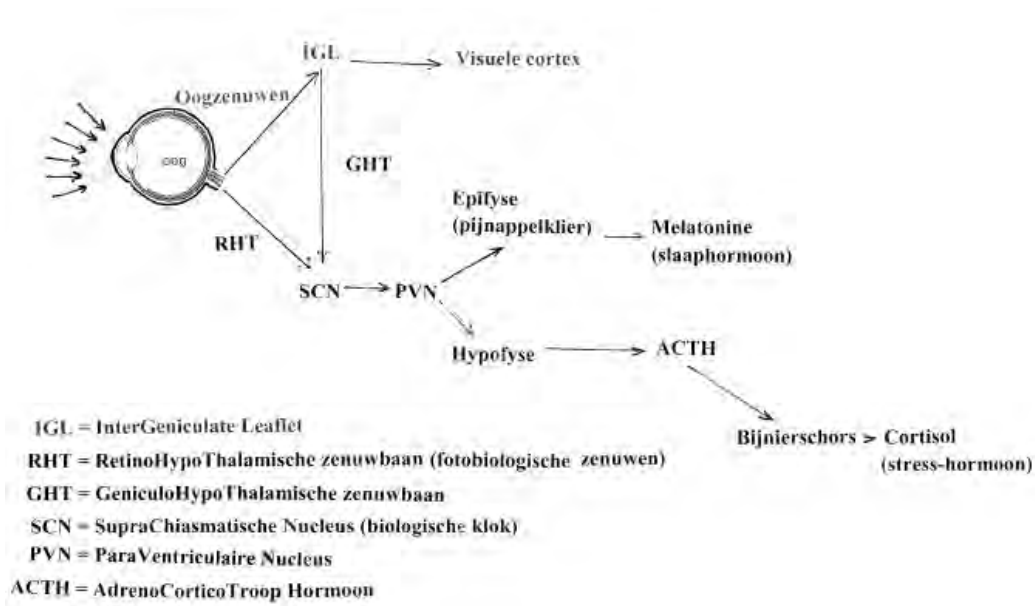 IGL
Visuele cortex
Oogzenuwen
oog
GHT
RHT
Epifyse
(pijnappelklier)
Melatonine
(slaaphormoon)
SCN
PVN
Hypofyse
ACTH
Bijnierschors > Cortisol
(stress-hormoon)
IGL = InterGeniculate Leaflet
RHT = RetinoHypoThalamische zenuwbaan (fotobiologische zenuwen)
GHT = GeniculoHypoThalamische zenuwbaan
SCN = SupraChiasmatische Nucleus (biologische klok)
PVN = ParaVentriculaire Nucleus
ACTH = AdrenoCorticoTroop Hormoon